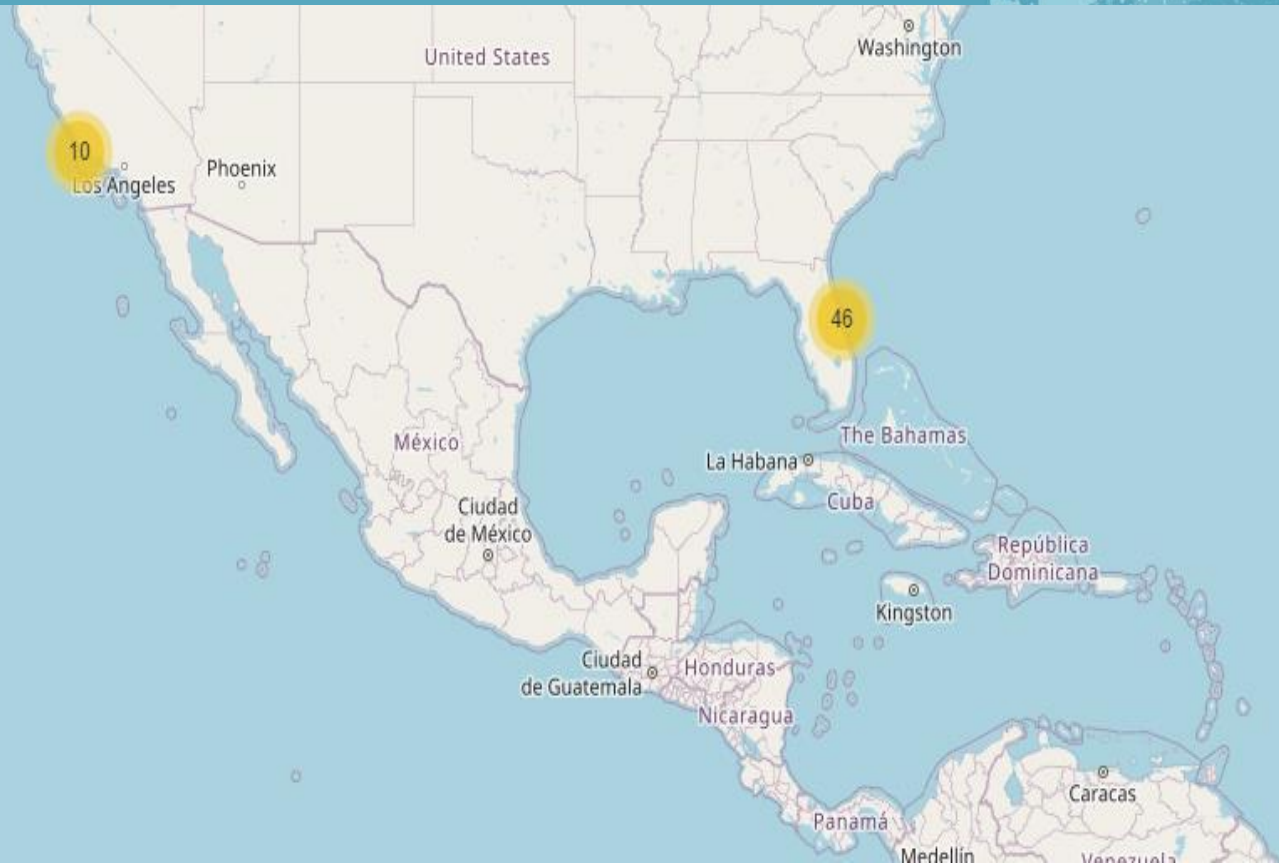 Washington
United States
10
Los Angeles
Phoenix
46
México
The Bahamas
La Habana
Cuba
Ciudad
de México
República
Dominicana
Kingston
Ciudad
de Guatemala
Honduras
Nicaragua
Caracas
Panamá
Medellín
Venezuela